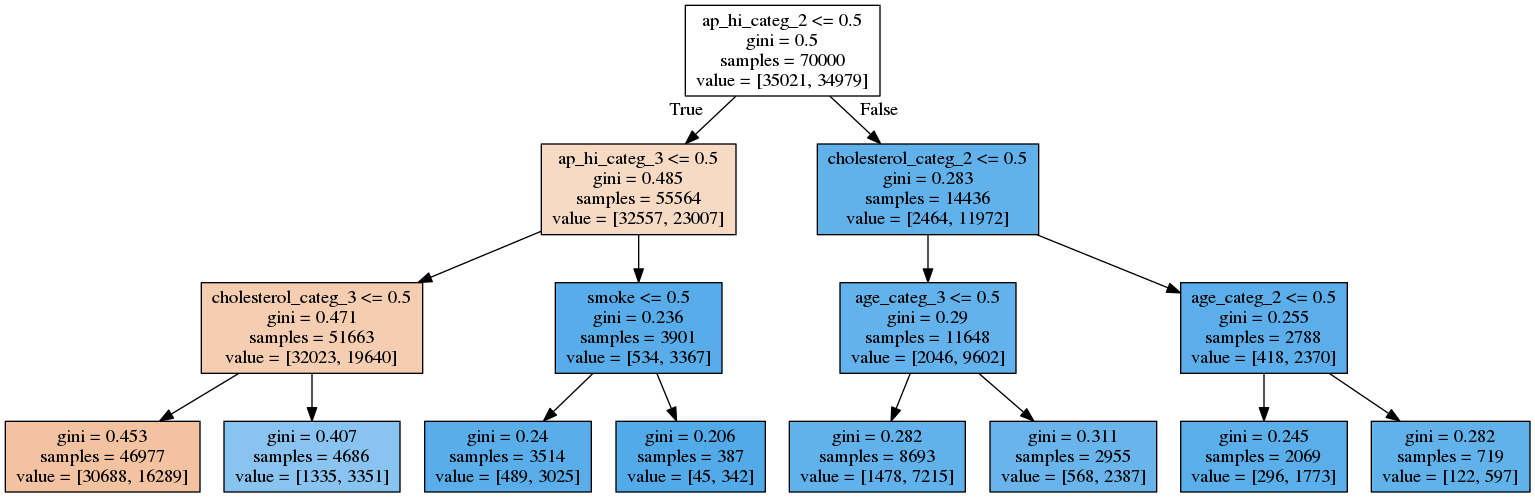 ap_hi_categ_2 <= 0.5
gini = 0.5
samples = 70000
value = [35021, 34979]
True
False
ap_hi_categ_3 <= 0.5
gini = 0.485
samples = 55564
value = [32557, 23007]
cholesterol_categ_2 <= 0.5
gini = 0.283
samples = 14436
value = [2464, 11972]
cholesterol_categ_3 <= 0.5
gini = 0.471
samples = 51663
value = [32023, 19640]
smoke <= 0.5
gini = 0.236
samples = 3901
value = [534, 3367]
age_categ_3 <= 0.5
gini = 0.29
samples = 11648
value = [2046, 9602]
age_categ_2 <= 0.5
gini = 0.255
samples = 2788
value = [418, 2370]
gini = 0.453
samples = 46977
value = [30688, 16289]
gini = 0.407
samples = 4686
value = [1335, 3351]
gini = 0.24
samples = 3514
value = [489, 3025]
gini = 0.206
samples = 387
value = [45, 342]
gini = 0.282
samples = 8693
value = [1478, 7215]
gini = 0.311
samples = 2955
value = [568, 2387]
gini = 0.245
samples = 2069
value = [296, 1773]
gini = 0.282
samples = 719
value = [122, 597]